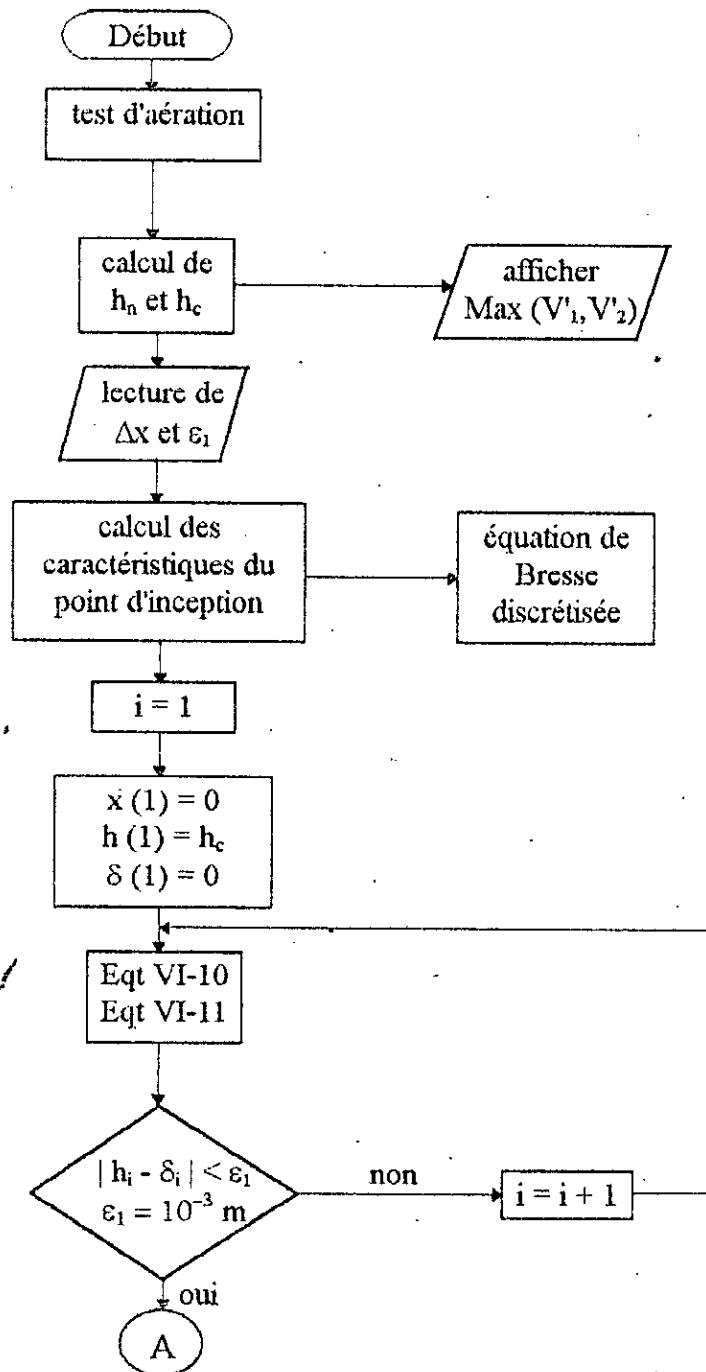 Début
test d'aération
calcul de
hₙ et h꜀
afficher
Max (V'₁,V'₂)
lecture de
Δx et ε₁
calcul des
caractéristiques du
point d'inception
équation de
Bresse
discrétisée
i = 1
x (1) = 0
h (1) = h꜀
δ (1) = 0
Eqt VI-10
Eqt VI-11
| hᵢ - δᵢ | < ε₁
ε₁ = 10⁻³ m
non
i = i + 1
oui
A